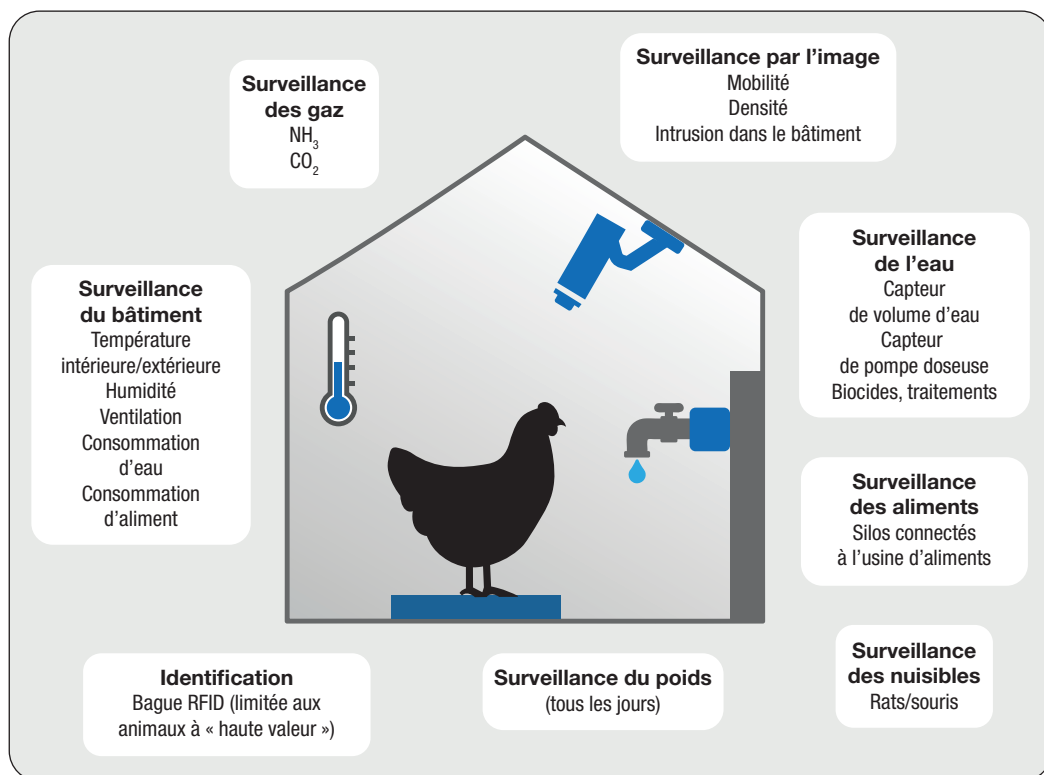 Surveillance
des gaz
NH₃
CO₂
Surveillance par l'image
Mobilité
Densité
Intrusion dans le bâtiment
Surveillance
du bâtiment
Température
intérieure/extérieure
Humidité
Ventilation
Consommation
d'eau
Consommation
d'aliment
Surveillance
de l'eau
Capteur
de volume d'eau
Capteur
de pompe doseuse
Biocides, traitements
Surveillance
des aliments
Silos connectés
à l'usine d'aliments
Identification
Bague RFID (limitée aux
animaux à « haute valeur »)
Surveillance du poids
(tous les jours)
Surveillance
des nuisibles
Rats/souris